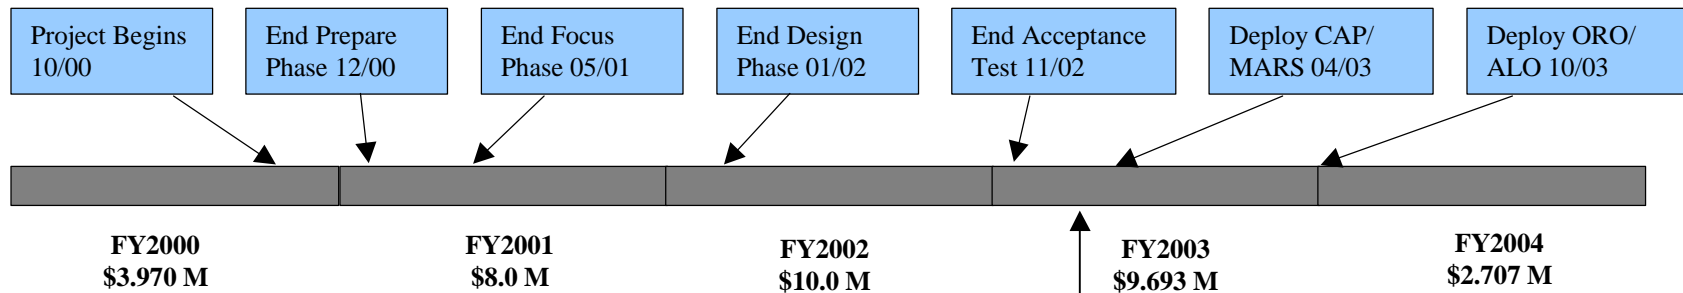 Project Begins
10/00
End Prepare
Phase 12/00
End Focus
Phase 05/01
End Design
Phase 01/02
End Acceptance
Test 11/02
Deploy CAP/
MARS 04/03
Deploy ORO/
ALO 10/03
FY2000
$3.970 M
FY2001
$8.0 M
FY2002
$10.0 M
FY2003
$9.693 M
FY2004
$2.707 M